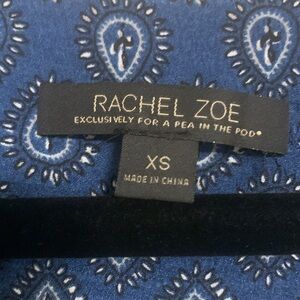 RACHEL ZOE
EXCLUSIVELY FOR A PEA IN THE POD®
XS
MADE IN CHINA